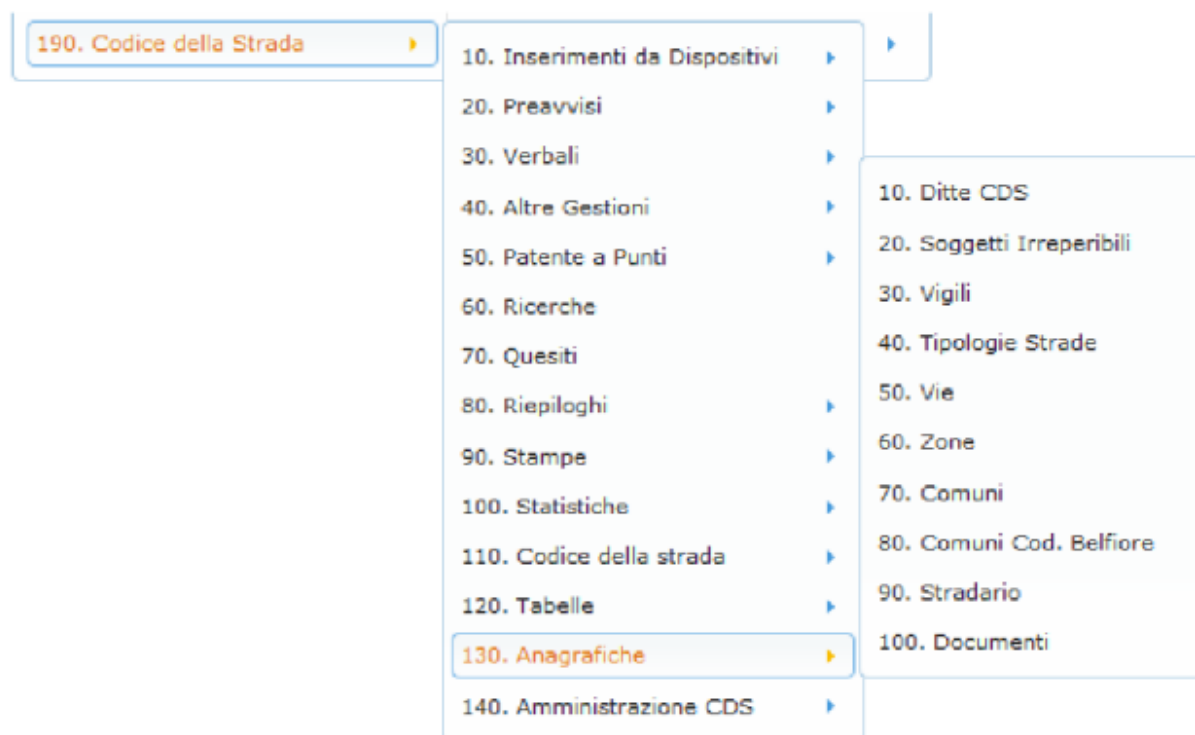 190. Codice della Strada
10. Inserimenti da Dispositivi
20. Preavvisi
30. Verbali
40. Altre Gestioni
50. Patente a Punti
60. Ricerche
70. Quesiti
80. Riepiloghi
90. Stampe
100. Statistiche
110. Codice della strada
120. Tabelle
130. Anagrafiche
140. Amministrazione CDS
10. Ditte CDS
20. Soggetti Irreperibili
30. Vigili
40. Tipologie Strade
50. Vie
60. Zone
70. Comuni
80. Comuni Cod. Belfiore
90. Stradario
100. Documenti